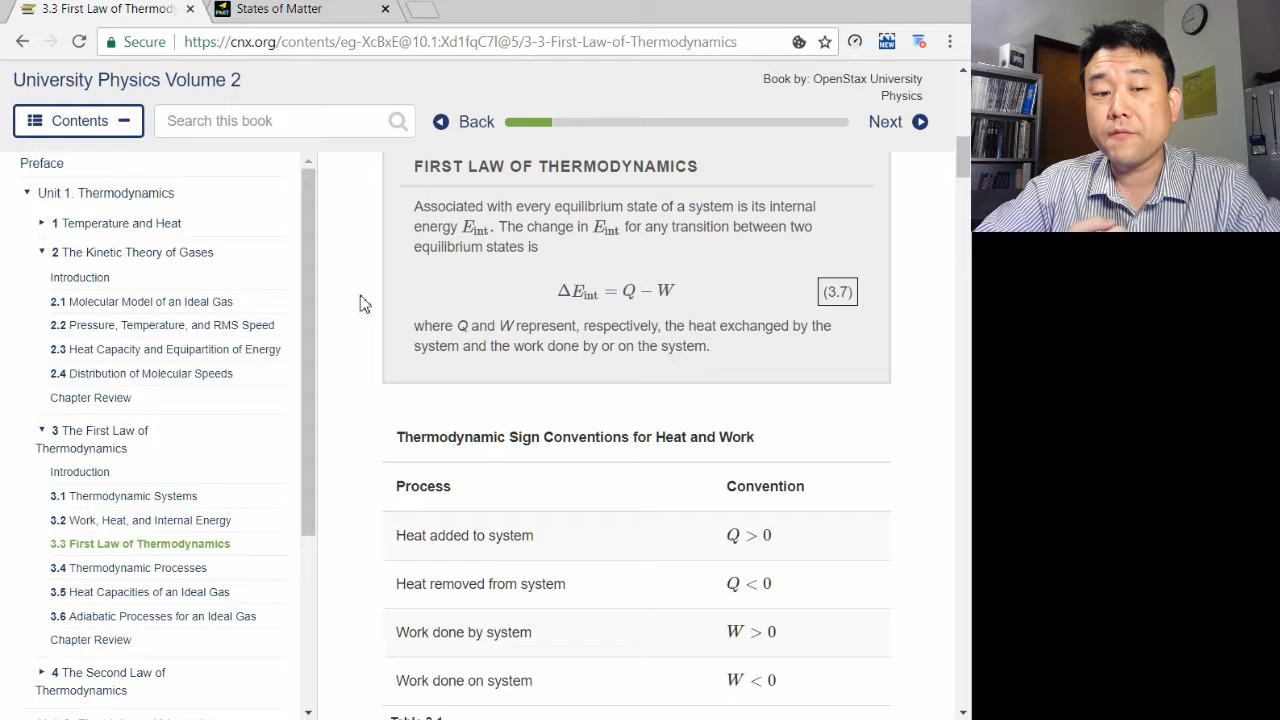 3.3 First Law of Thermod
States of Matter
Secure
https://cnx.org/contents/eg-XcBxE@10.1:Xd1fqC7l@5/3-3-First-Law-of-Thermodynamics
NEW
University Physics Volume 2
Book by: OpenStax University
Physics
Contents
Search this book
Back
Next
Preface
Unit 1. Thermodynamics
1 Temperature and Heat
2 The Kinetic Theory of Gases
Introduction
2.1 Molecular Model of an Ideal Gas
2.2 Pressure, Temperature, and RMS Speed
2.3 Heat Capacity and Equipartition of Energy
2.4 Distribution of Molecular Speeds
Chapter Review
3 The First Law of
Thermodynamics
Introduction
3.1 Thermodynamic Systems
3.2 Work, Heat, and Internal Energy
3.3 First Law of Thermodynamics
3.4 Thermodynamic Processes
3.5 Heat Capacities of an Ideal Gas
3.6 Adiabatic Processes for an Ideal Gas
Chapter Review
4 The Second Law of
Thermodynamics
FIRST LAW OF THERMODYNAMICS
Associated with every equilibrium state of a system is its internal
energy E_int. The change in E_int for any transition between two
equilibrium states is
ΔE_int = Q − W (3.7)
where Q and W represent, respectively, the heat exchanged by the
system and the work done by or on the system.
Thermodynamic Sign Conventions for Heat and Work
Process Convention
Heat added to system Q > 0
Heat removed from system Q < 0
Work done by system W > 0
Work done on system W < 0